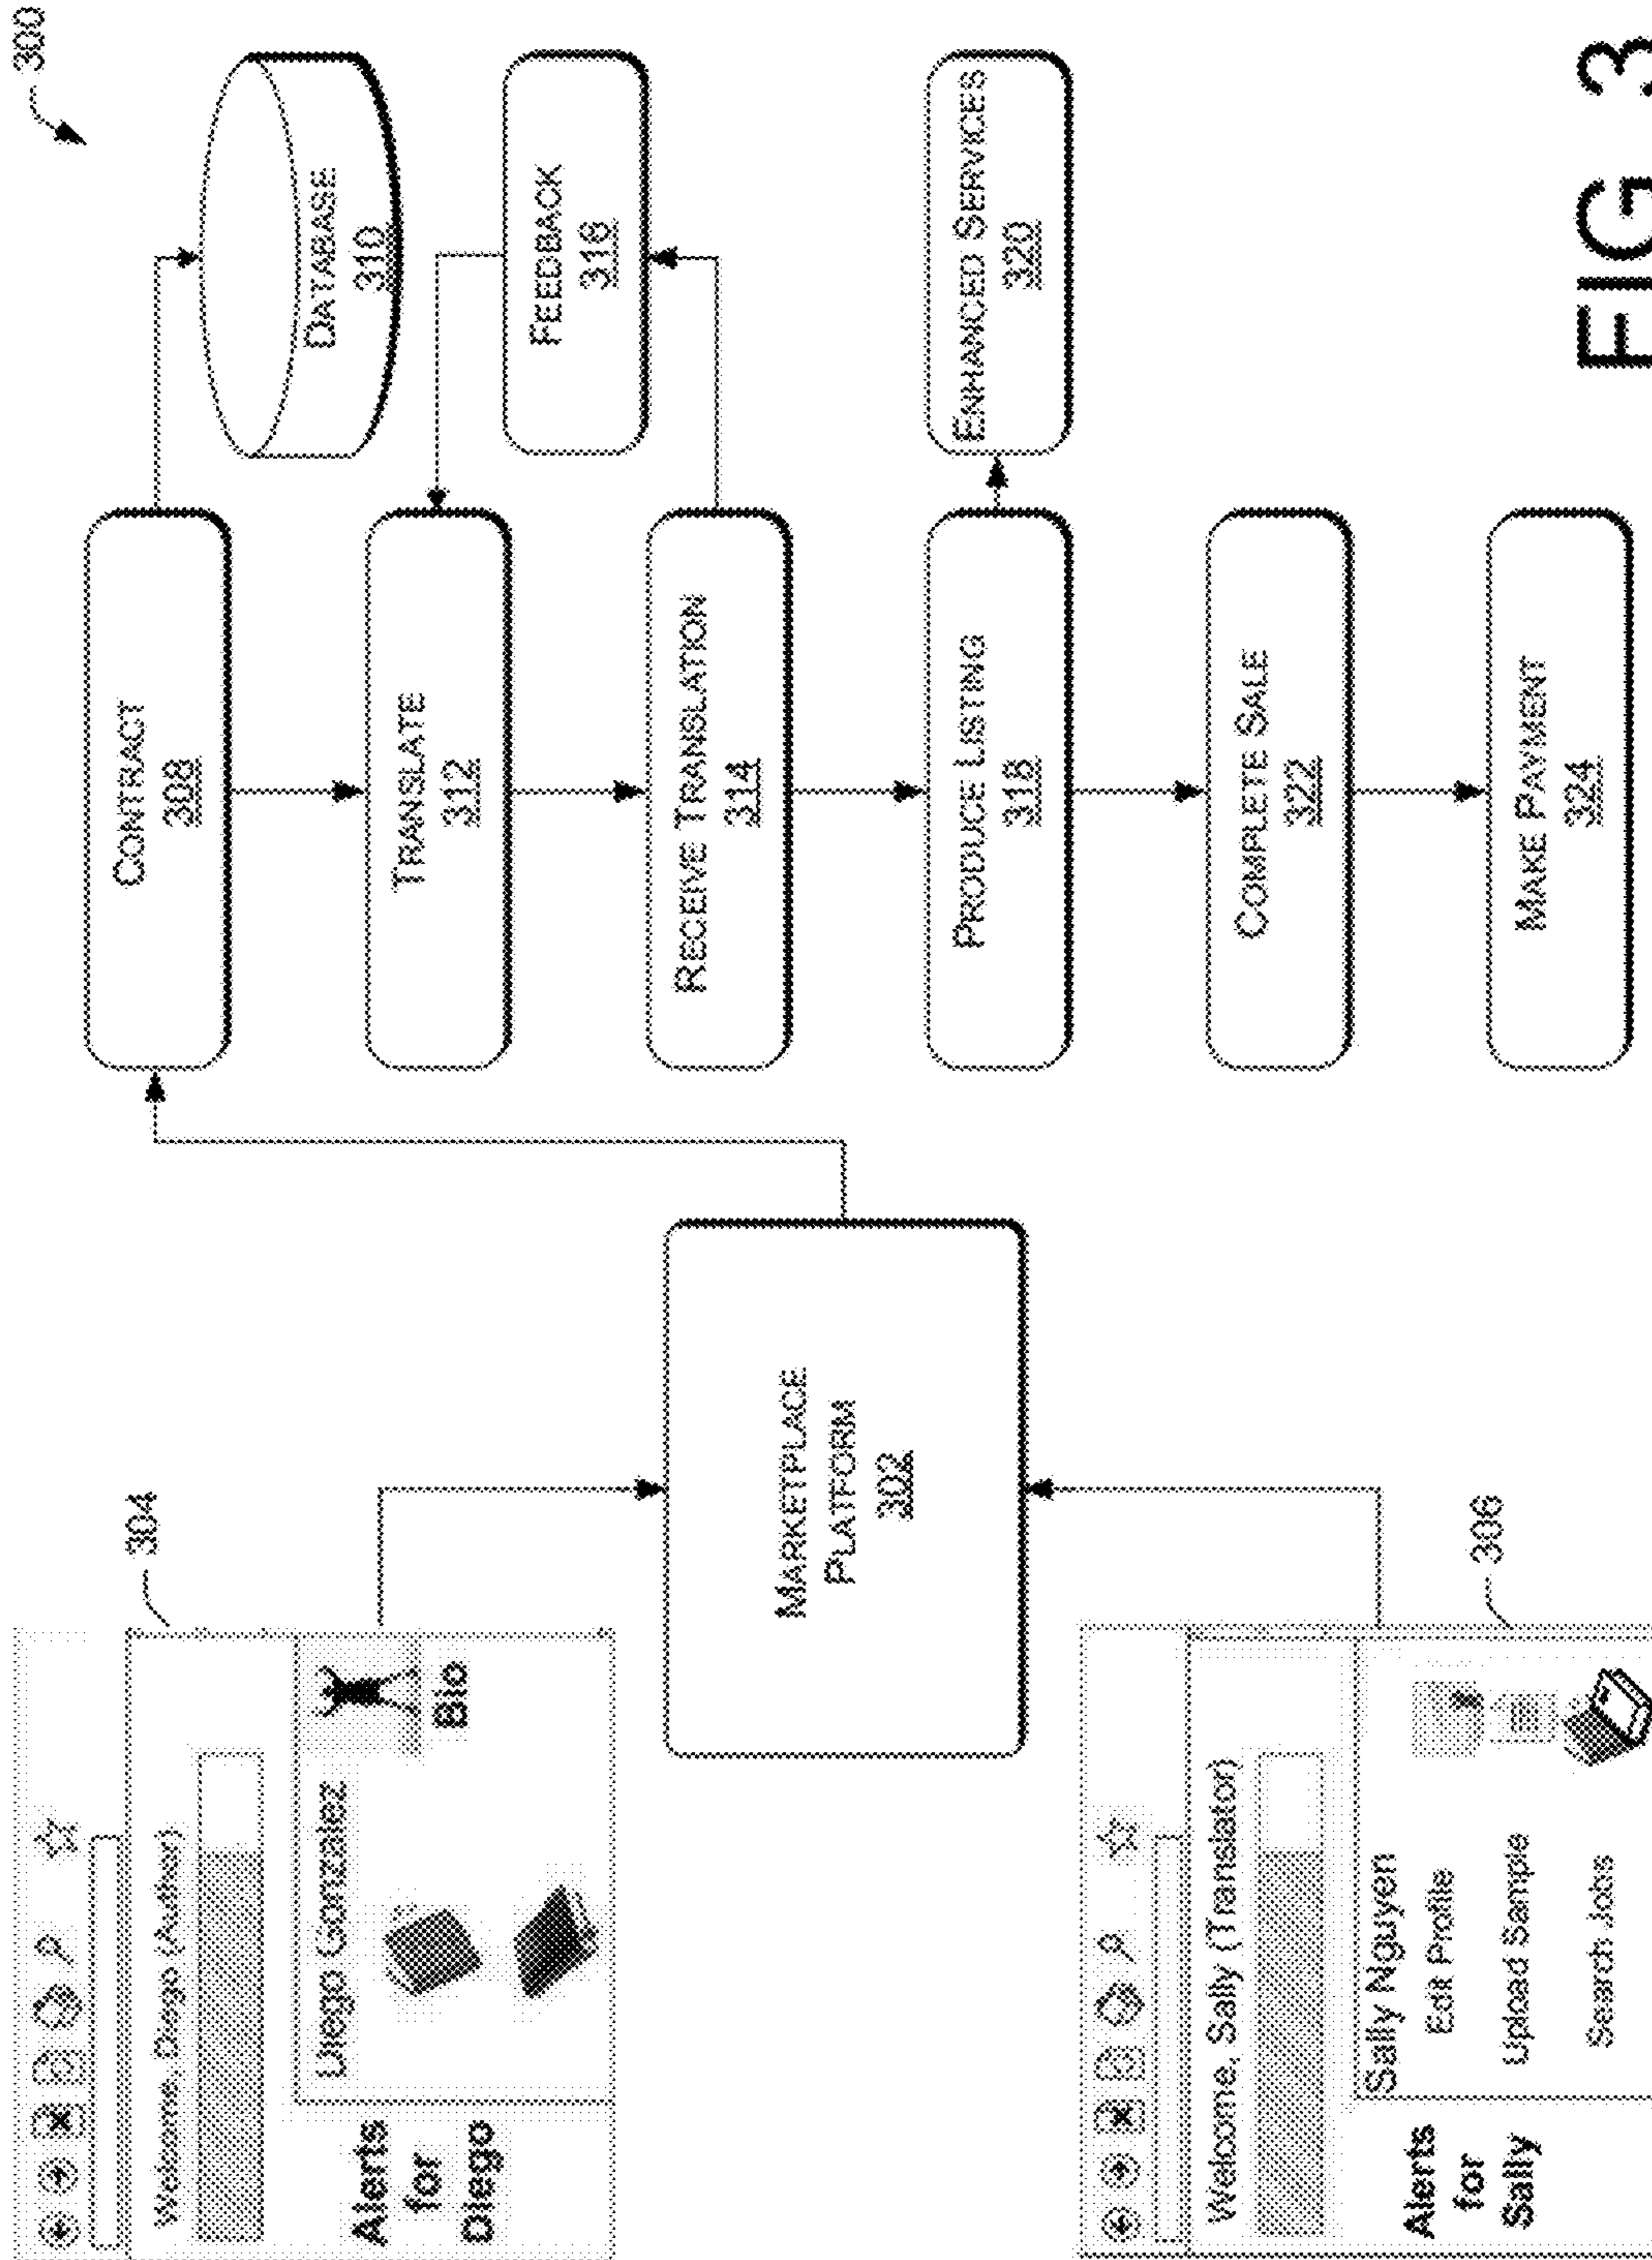 300
304
Welcome, Diego (Author)
Diego Gonzalez
Bio
Alerts
for
Diego
MARKETPLACE
PLATFORM
302
306
Welcome, Sally (Translator)
Sally Nguyen
Edit Profile
Upload Sample
Search Jobs
Alerts
for
Sally
CONTRACT
308
DATABASE
310
TRANSLATE
312
FEEDBACK
316
RECEIVE TRANSLATION
314
PRODUCE LISTING
318
ENHANCED SERVICES
320
COMPLETE SALE
322
MAKE PAYMENT
324
FIG 3